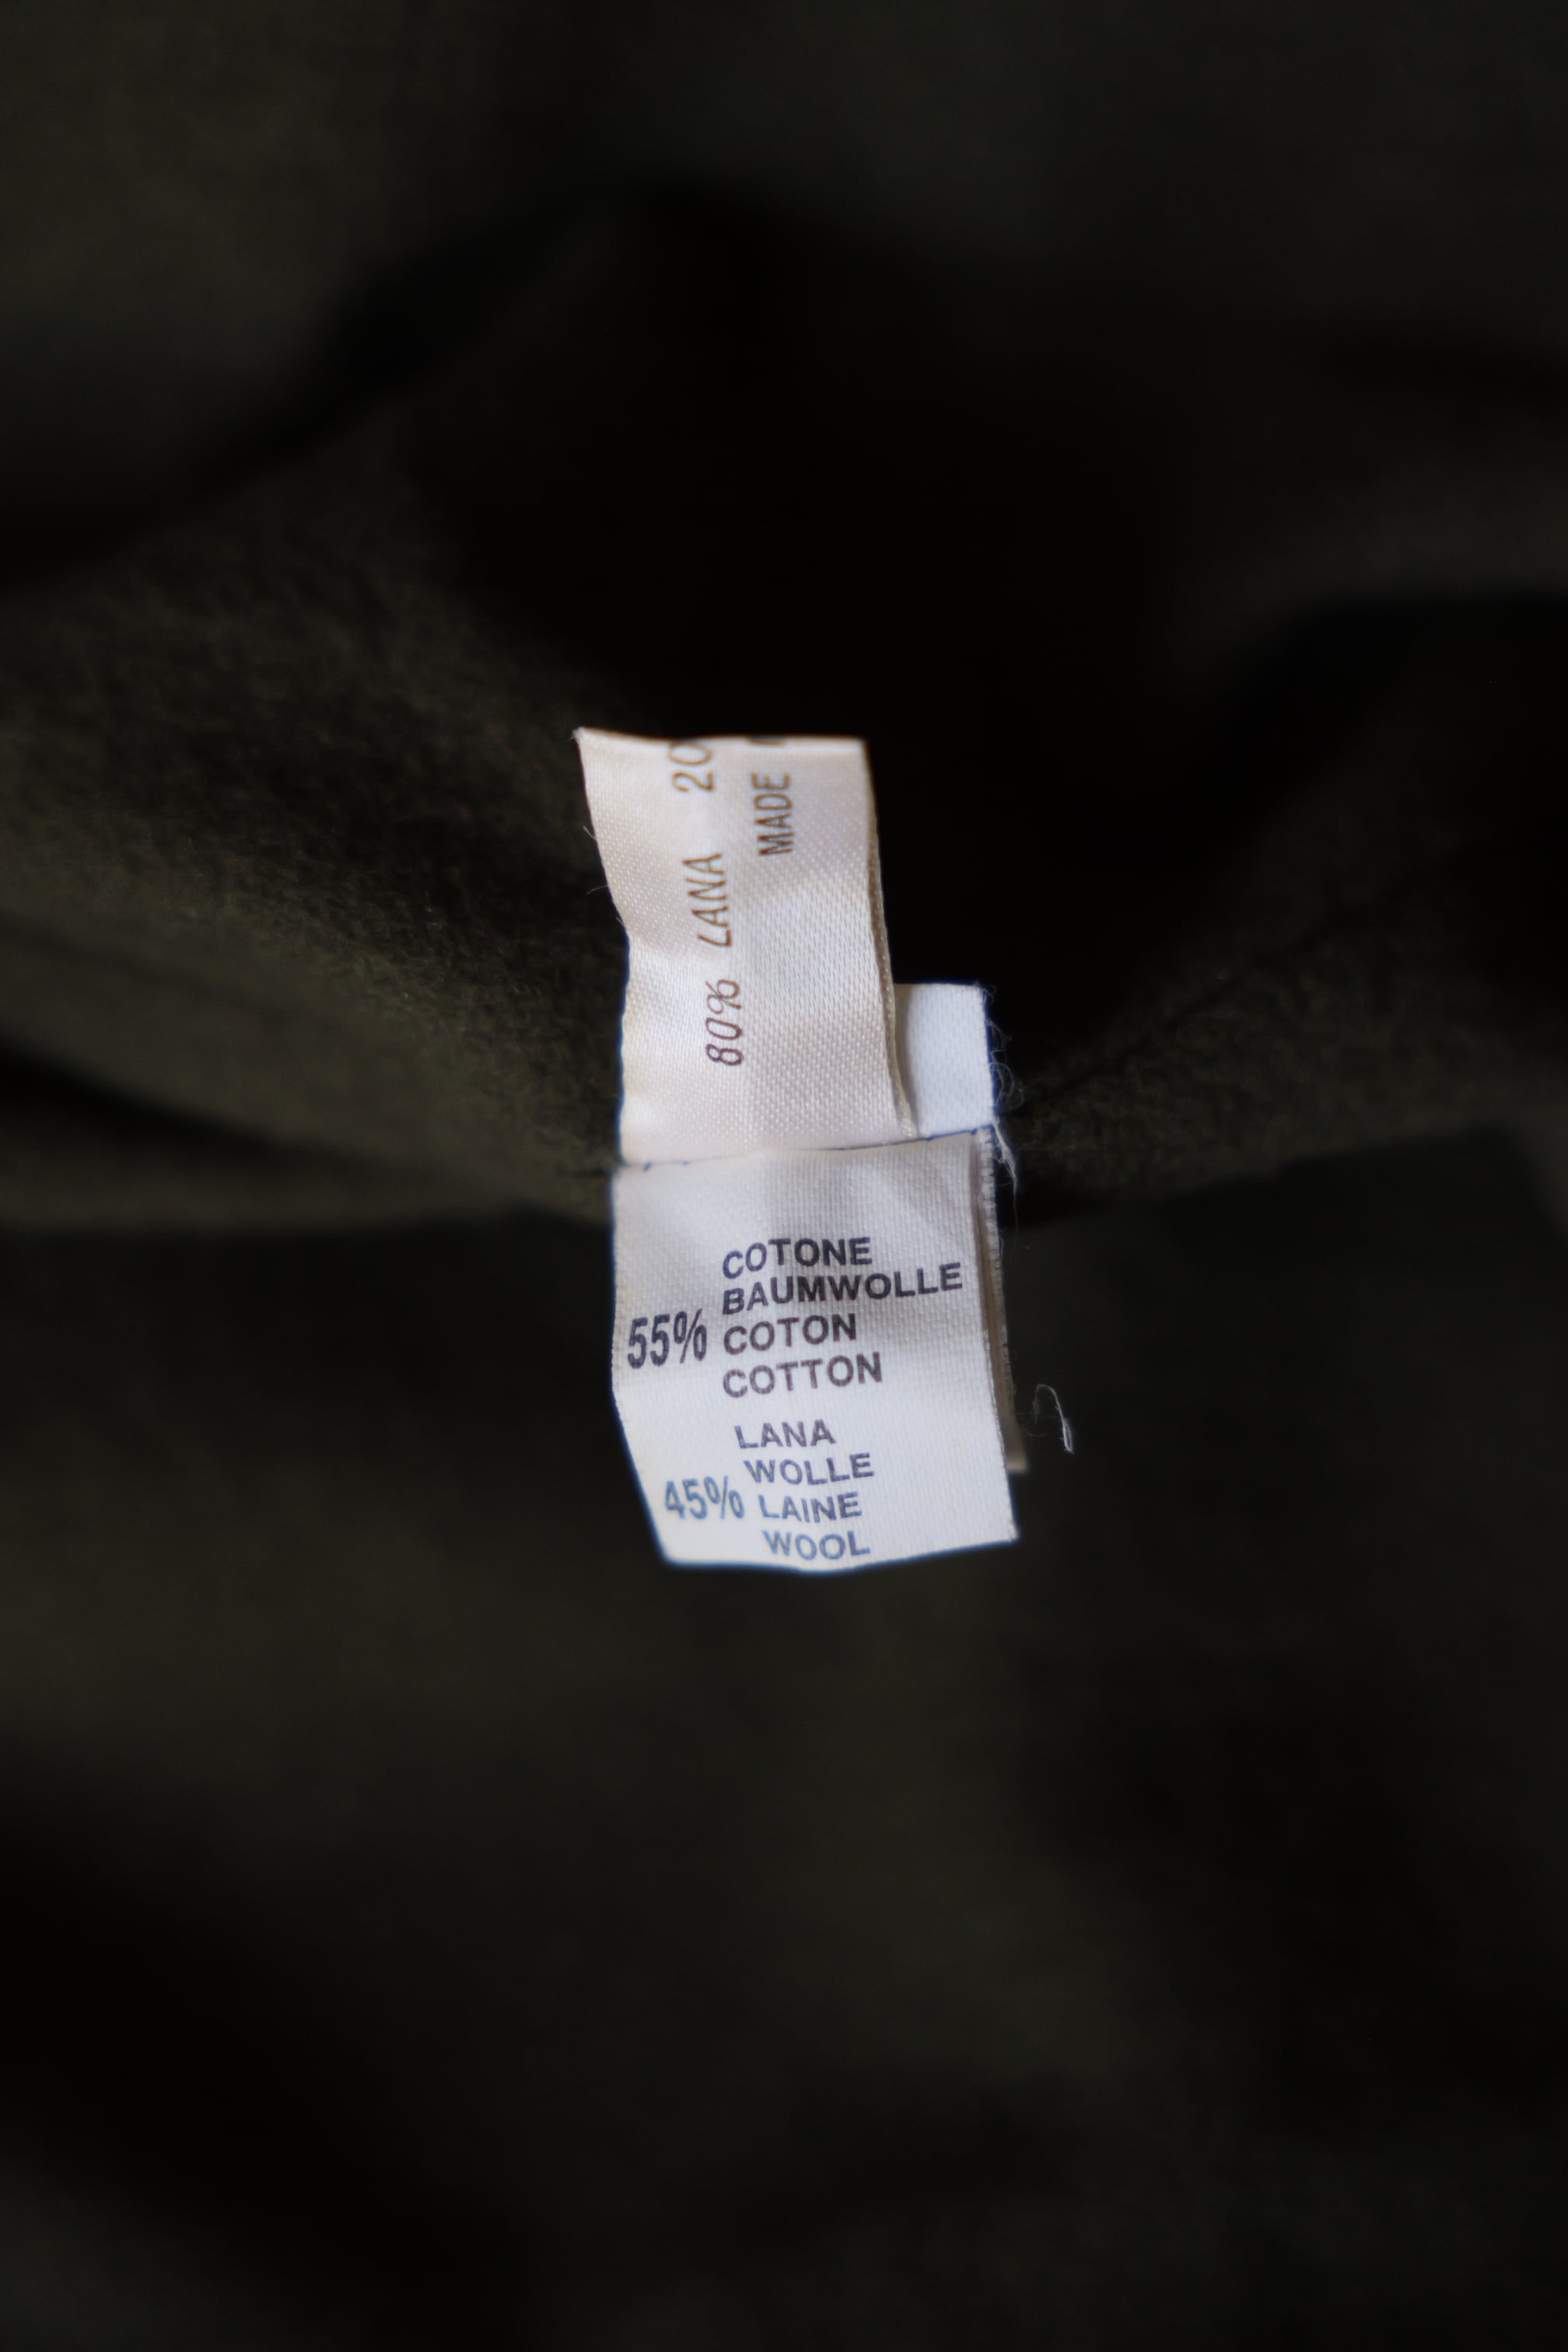 80% LANA 20
MADE
55%
COTONE
BAUMWOLLE
COTON
COTTON
45%
LANA
WOLLE
LAINE
WOOL